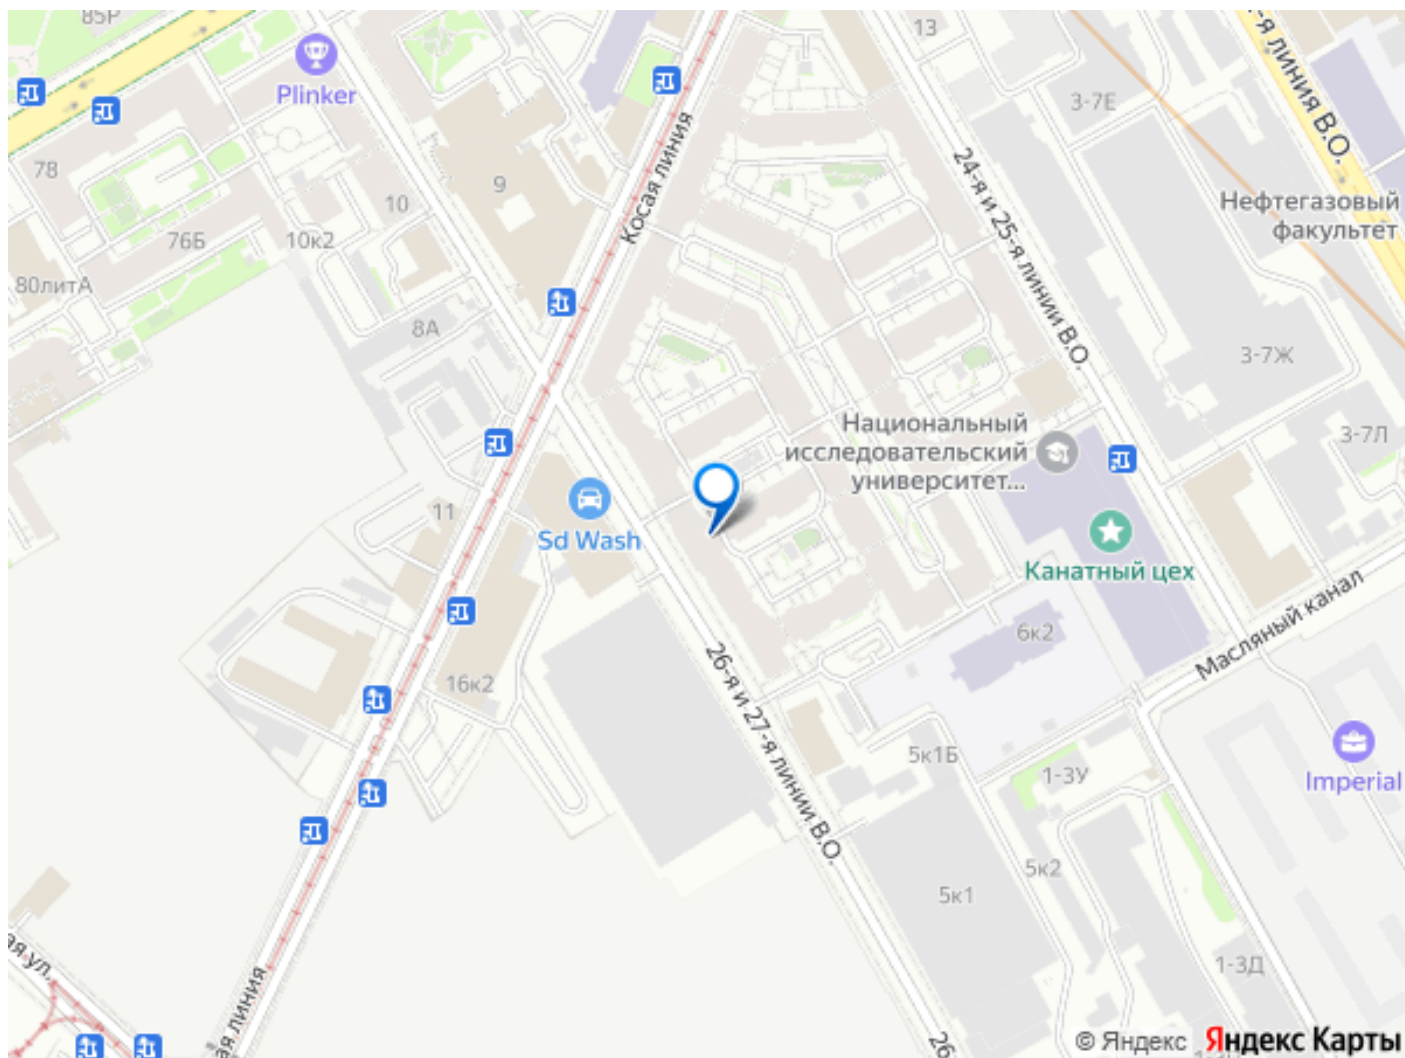 85Р
Plinker
13
3-7Е
-я линия В.О.
78
9
10
Косая линия
24-я и 25-я линии В.О.
Нефтегазовый
факультет
76Б
10к2
80литА
8А
3-7Ж
Национальный
исследовательский
университет...
3-7Л
11
Sd Wash
Канатный цех
Масляный канал
6к2
26-я и 27-я линии В.О.
16к2
5к1Б
1-3У
Imperial
5к2
5к1
1-3Д
ая ул.
ая линия
26
© Яндекс Яндекс Карты